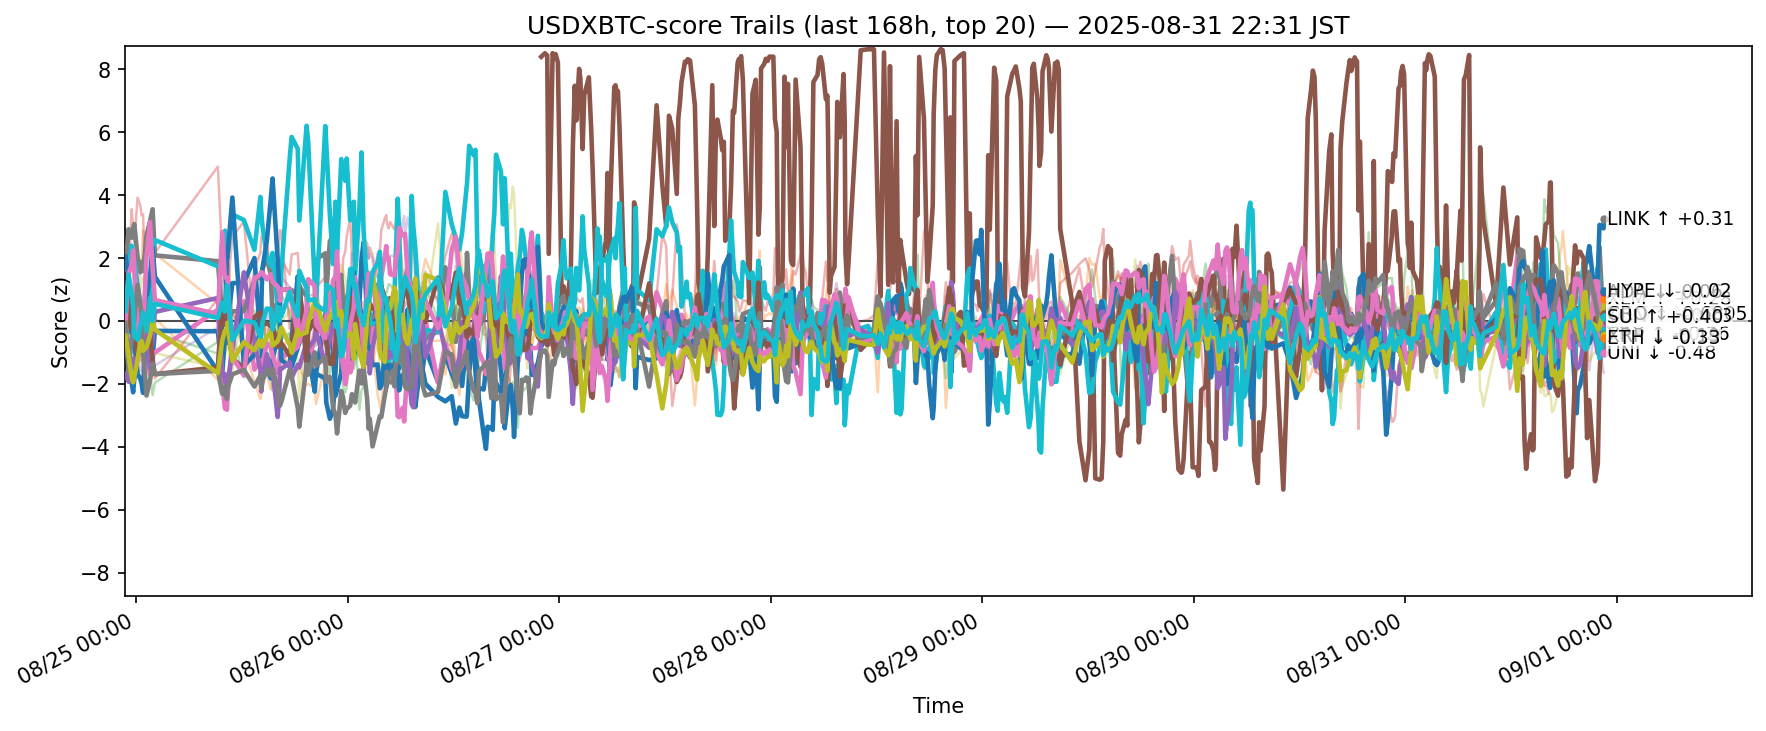 USDXBTC-score Trails (last 168h, top 20) — 2025-08-31 22:31 JST
Score (z)
8
6
4
2
0
−2
−4
−6
−8
LINK ↑ +0.31
HYPE ↓ -0.02
SUI ↑ +0.40
ETH ↓ -0.33
UNI ↓ -0.48
08/25 00:00
08/26 00:00
08/27 00:00
08/28 00:00
08/29 00:00
08/30 00:00
08/31 00:00
09/01 00:00
Time